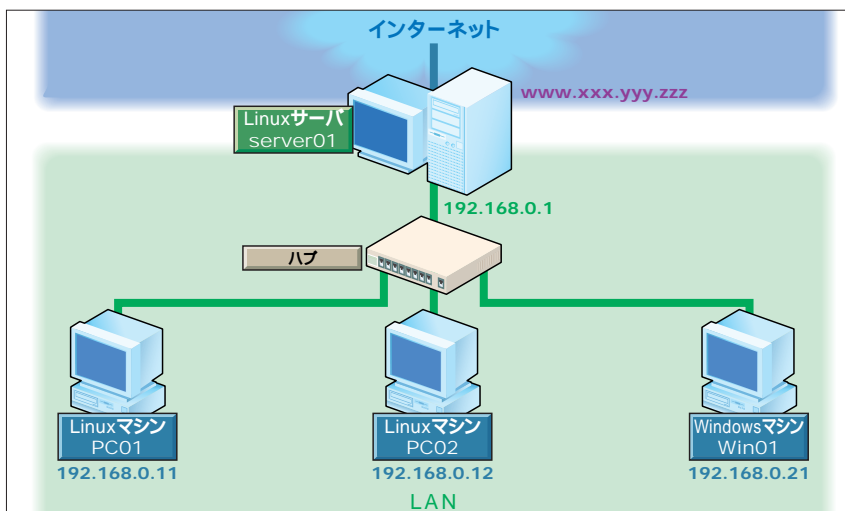 インターネット
www.xxx.yyy.zzz
Linuxサーバ
server01
192.168.0.1
ハブ
Linuxマシン
PC01
192.168.0.11
Linuxマシン
PC02
192.168.0.12
Windowsマシン
Win01
192.168.0.21
LAN